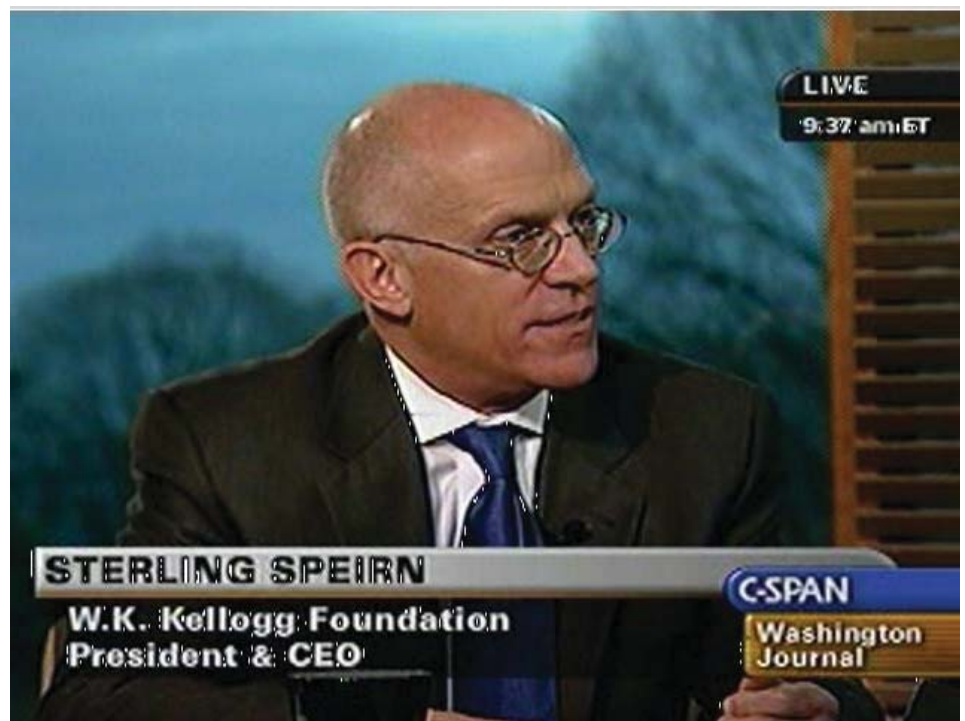 LIVE
9:37 am ET
STERLING SPEIRN
W.K. Kellogg Foundation
President & CEO
C-SPAN
Washington
Journal